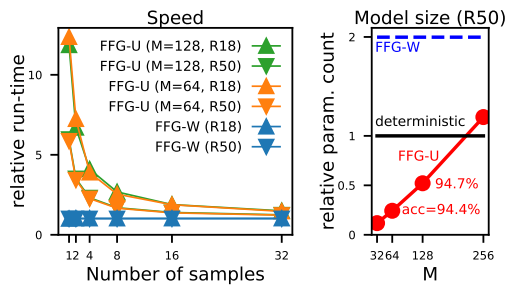 Speed
relative run-time
10
5
0
FFG-U (M=128, R18)
FFG-U (M=128, R50)
FFG-U (M=64, R18)
FFG-U (M=64, R50)
FFG-W (R18)
FFG-W (R50)
1 2 4 8 16 32
Number of samples
Model size (R50)
relative param. count
2
1
0.5
0
FFG-W
deterministic
FFG-U
94.7%
acc=94.4%
32 64 128 256
M